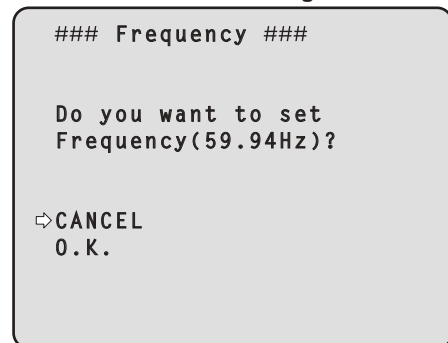 ### Frequency ###
Do you want to set
Frequency(59.94Hz)?
⇨CANCEL
O.K.